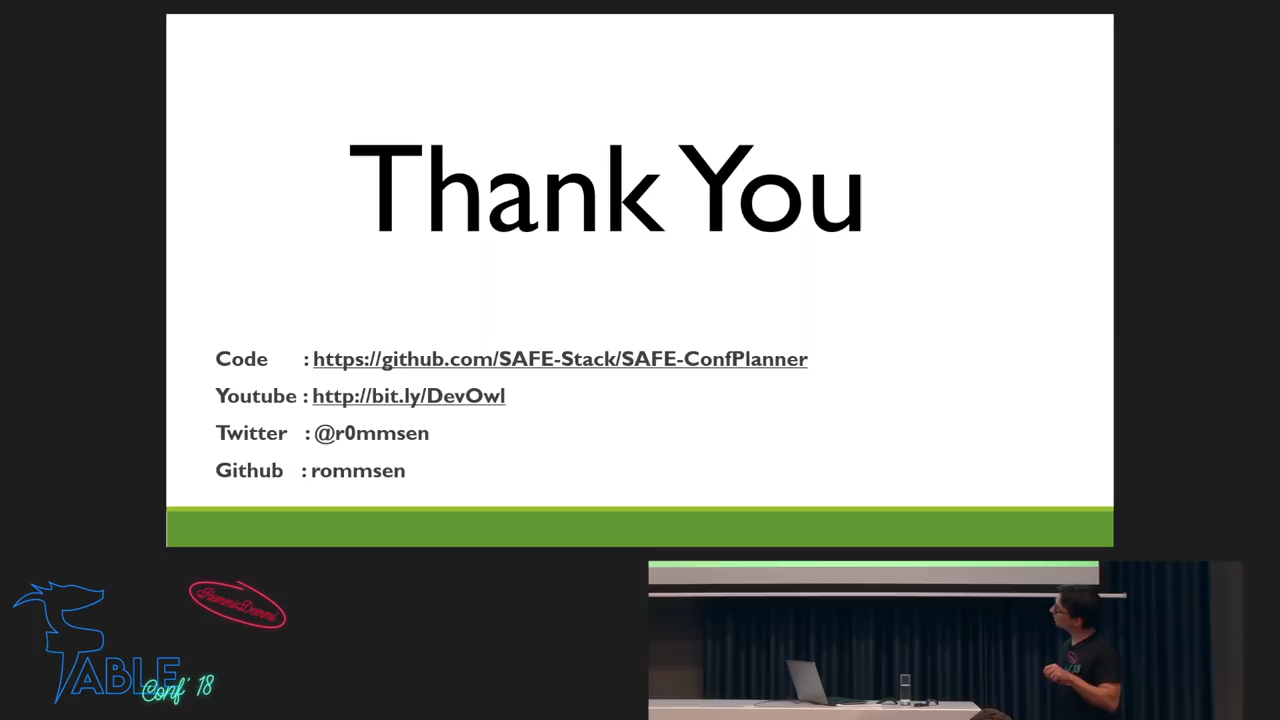 Thank You
Code : https://github.com/SAFE-Stack/SAFE-ConfPlanner
Youtube : http://bit.ly/DevOwl
Twitter : @r0mmsen
Github : rommsen
FABLE
Conf' 18